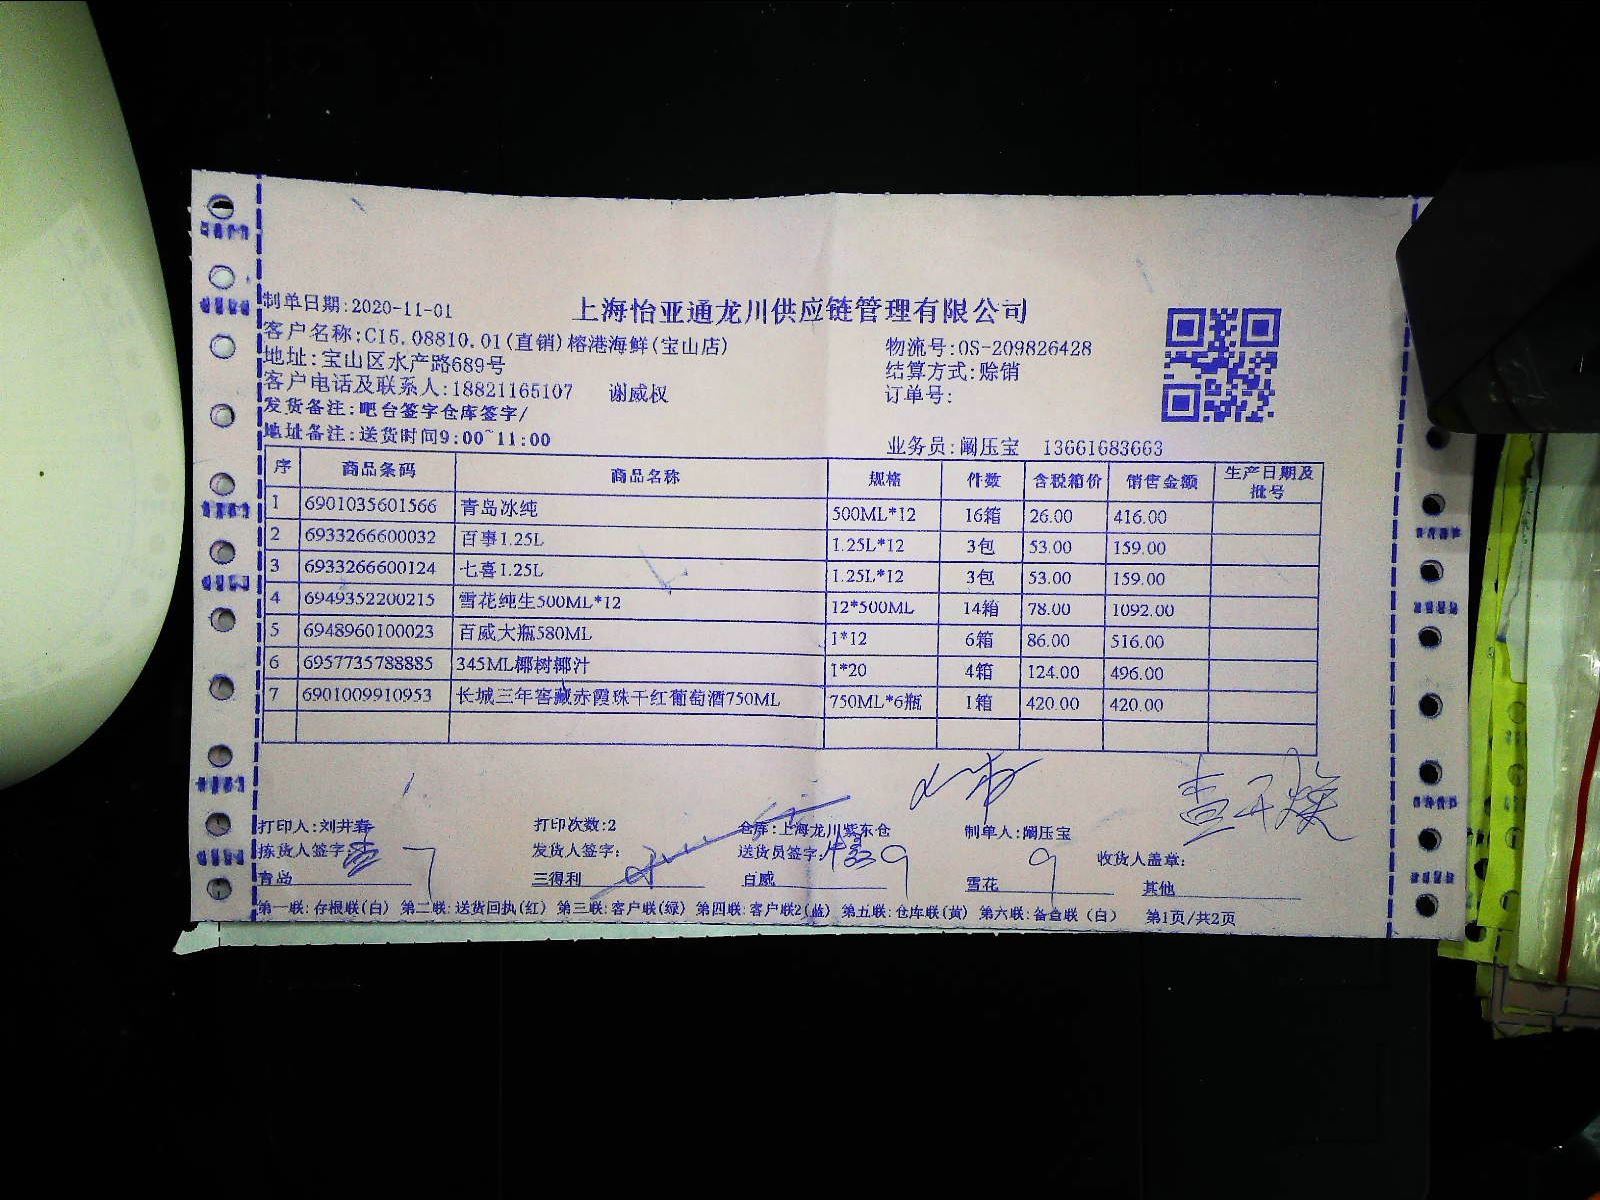 上海怡亚通龙川供应链管理有限公司
制单日期:2020-11-01
客户名称:C15.08810.01(直销)榕港海鲜(宝山店) 物流号:OS-209826428
地址:宝山区水产路689号 结算方式:赊销
客户电话及联系人:18821165107 谢威权 订单号:
发货备注:吧台签字仓库签字/
地址备注:送货时间9:00~11:00 业务员:阚压宝 13661683663
序 商品条码 商品名称 规格 件数 含税箱价 销售金额 生产日期及批号
1 6901035601566 青岛冰纯 500ML*12 16箱 26.00 416.00
2 6933266600032 百事1.25L 1.25L*12 3包 53.00 159.00
3 6933266600124 七喜1.25L 1.25L*12 3包 53.00 159.00
4 6949352200215 雪花纯生500ML*12 12*500ML 14箱 78.00 1092.00
5 6948960100023 百威大瓶580ML 1*12 6箱 86.00 516.00
6 6957735788885 345ML椰树椰汁 1*20 4箱 124.00 496.00
7 6901009910953 长城三年窖藏赤霞珠干红葡萄酒750ML 750ML*6瓶 1箱 420.00 420.00
打印人:刘井春 打印次数:2 仓库:上海龙川紫东仓 制单人:阚压宝
拣货人签字: 发货人签字: 送货员签字: 收货人盖章:
青岛 7 三得利 百威 9 雪花 9 其他
第一联:存根联(白) 第二联:送货回执(红) 第三联:客户联(绿) 第四联:客户联2(蓝) 第五联:仓库联(黄) 第六联:备查联(白) 第1页/共2页